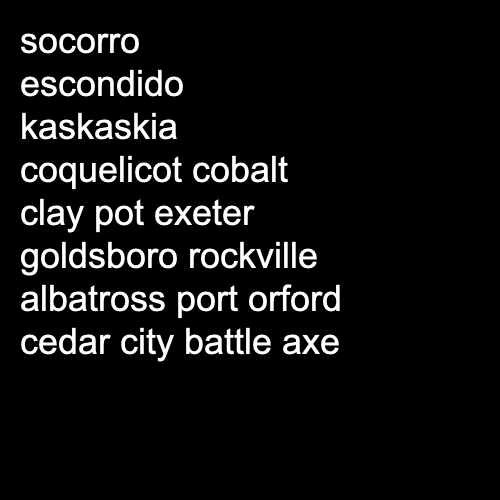 socorro
escondido
kaskaskia
coquelicot cobalt
clay pot exeter
goldsboro rockville
albatross port orford
cedar city battle axe